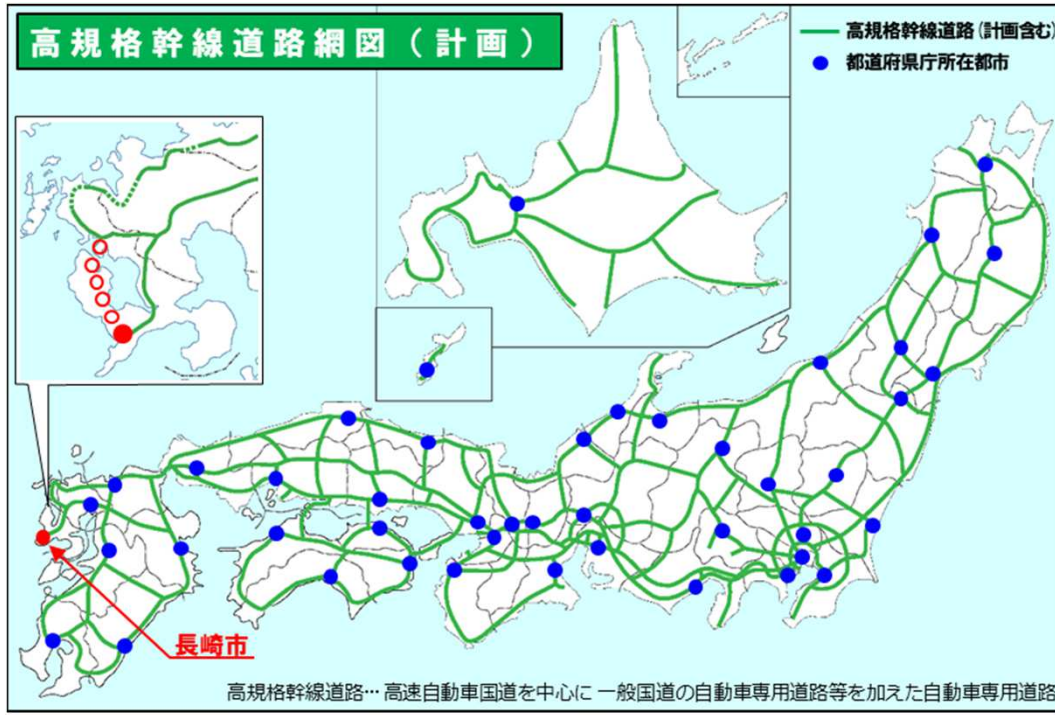 高規格幹線道路網図（計画）
高規格幹線道路（計画含む）
都道府県庁所在都市
長崎市
高規格幹線道路… 高速自動車国道を中心に 一般国道の自動車専用道路等を加えた自動車専用道路